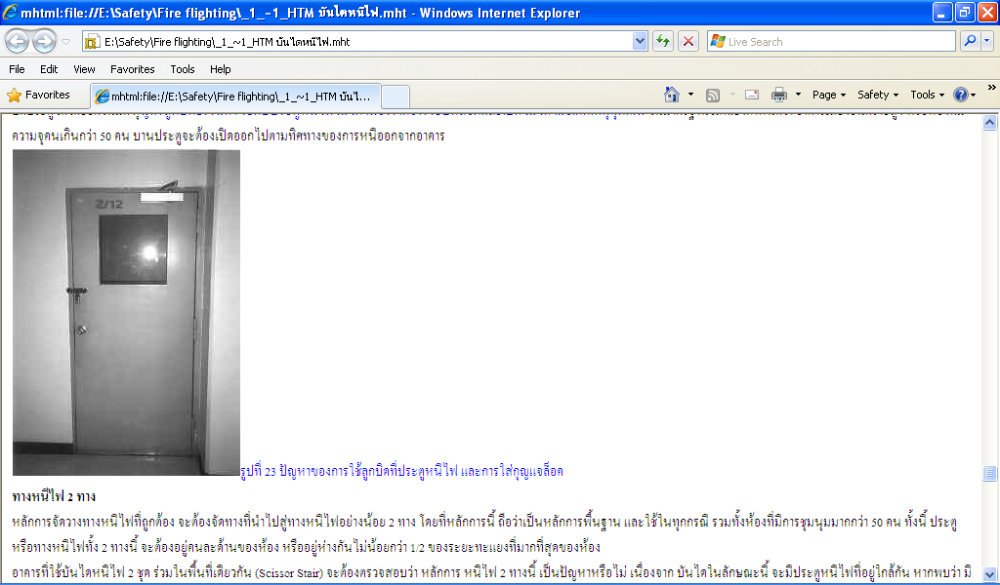 mhtml:file://E:\Safety\Fire flighting\_1_~1_HTM บันไดหนีไฟ.mht - Windows Internet Explorer
E:\Safety\Fire flighting\_1_~1_HTM บันไดหนีไฟ.mht
Live Search
File Edit View Favorites Tools Help
Favorites
mhtml:file://E:\Safety\Fire flighting\_1_~1_HTM บันไ...
Page Safety Tools
ความจุคนเกินกว่า 50 คน บานประตูจะต้องเปิดออกไปตามทิศทางของการหนีออกจากอาคาร
2/12
รูปที่ 23 ปัญหาของการใช้ลูกบิดที่ประตูหนีไฟ และการใส่กุญแจล็อค
ทางหนีไฟ 2 ทาง
หลักการจัดวางทางหนีไฟที่ถูกต้อง จะต้องจัดทางที่นำไปสู่ทางหนีไฟอย่างน้อย 2 ทาง โดยที่หลักการนี้ ถือว่าเป็นหลักการพื้นฐาน และใช้ในทุกกรณี รวมทั้งห้องที่มีการชุมนุมมากกว่า 50 คน ทั้งนี้ ประตู
หรือทางหนีไฟทั้ง 2 ทางนี้ จะต้องอยู่คนละด้านของห้อง หรืออยู่ห่างกันไม่น้อยกว่า 1/2 ของระยะทะแยงที่มากที่สุดของห้อง
อาคารที่ใช้บันไดหนีไฟ 2 ชุด ร่วมในพื้นที่เดียวกัน (Scissor Stair) จะต้องตรวจสอบว่า หลักการ หนีไฟ 2 ทางนี้ เป็นปัญหาหรือไม่ เนื่องจาก บันไดในลักษณะนี้ จะมีประตูหนีไฟที่อยู่ใกล้กัน หากพบว่า มี